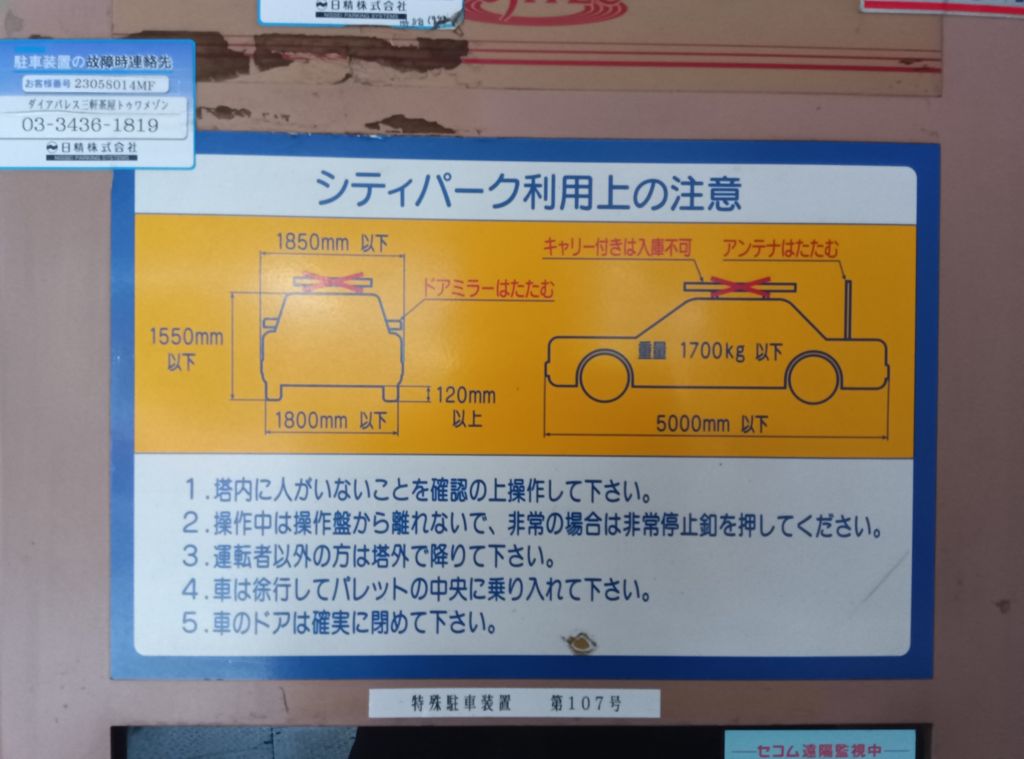 日精株式会社
NISSEI PARKING SYSTEMS
駐車装置の故障時連絡先
お客様番号 2305S014MF
ダイアパレス三軒茶屋トゥワメゾン
03-3436-1819
日精株式会社
NISSEI PARKING SYSTEMS
シティパーク利用上の注意
1850mm 以下
キャリー付きは入庫不可 アンテナはたたむ
ドアミラーはたたむ
1550mm
以下
重量 1700kg 以下
120mm
以上
1800mm 以下
5000mm 以下
1.塔内に人がいないことを確認の上操作して下さい。
2.操作中は操作盤から離れないで、非常の場合は非常停止釦を押してください。
3.運転者以外の方は塔外で降りて下さい。
4.車は徐行してパレットの中央に乗り入れて下さい。
5.車のドアは確実に閉めて下さい。
特殊駐車装置 第107号
セコム遠隔監視中